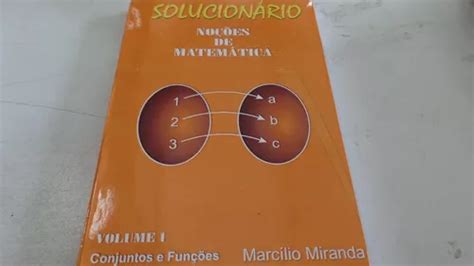 SOLUCIONÁRIO
NOÇÕES
DE
MATEMÁTICA
1 a
2 b
3 c
VOLUME 1
Conjuntos e Funções
Marcílio Miranda